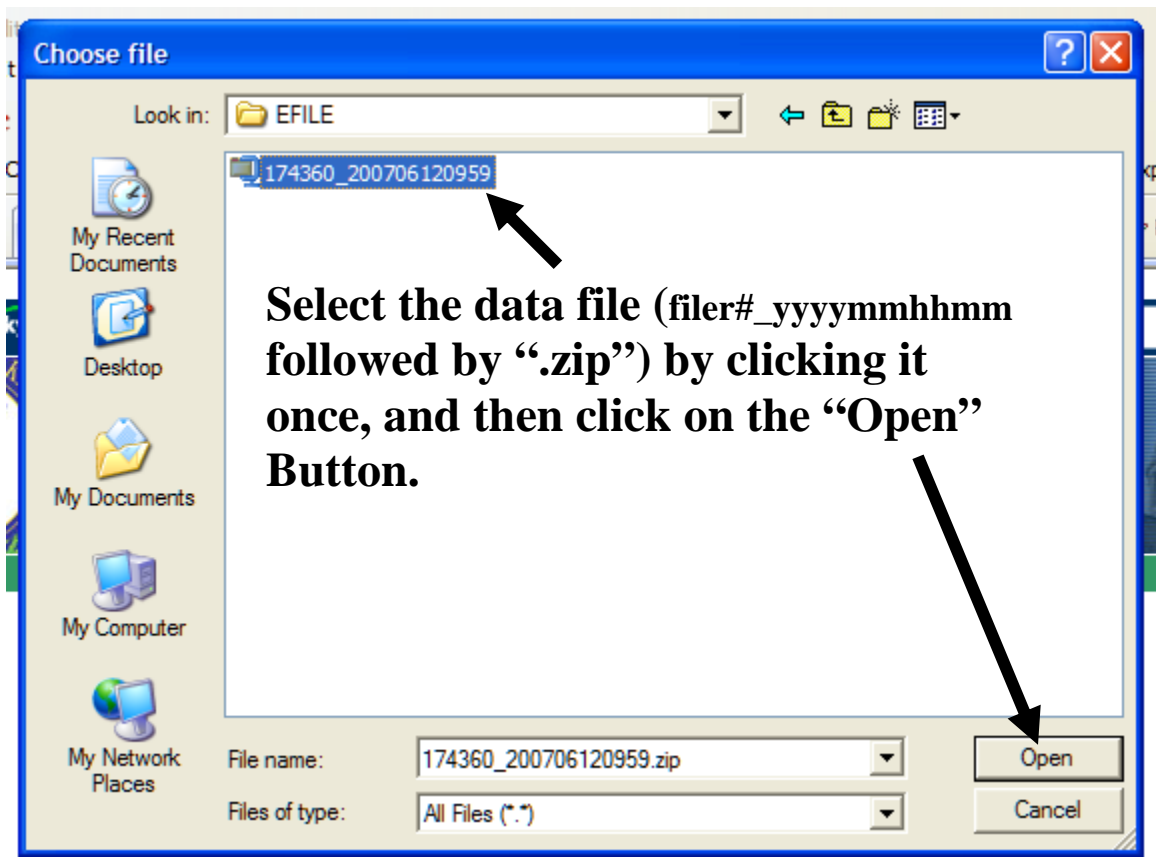 Choose file
Look in:
EFILE
174360_200706120959
My Recent
Documents
Desktop
My Documents
My Computer
My Network
Places
Select the data file (filer#_yyyymmhhmm
followed by “.zip”) by clicking it
once, and then click on the “Open”
Button.
File name:
174360_200706120959.zip
Open
Files of type:
All Files (*.*)
Cancel